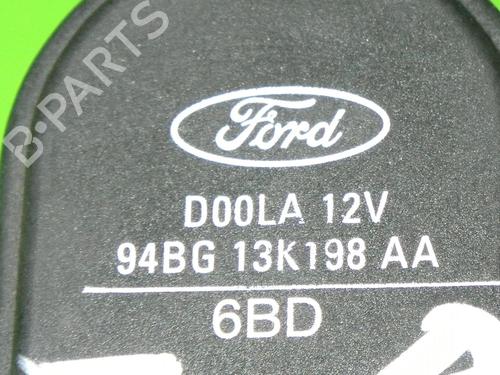 B-PARTS
Ford
D00LA 12V
94BG 13K198 AA
6BD